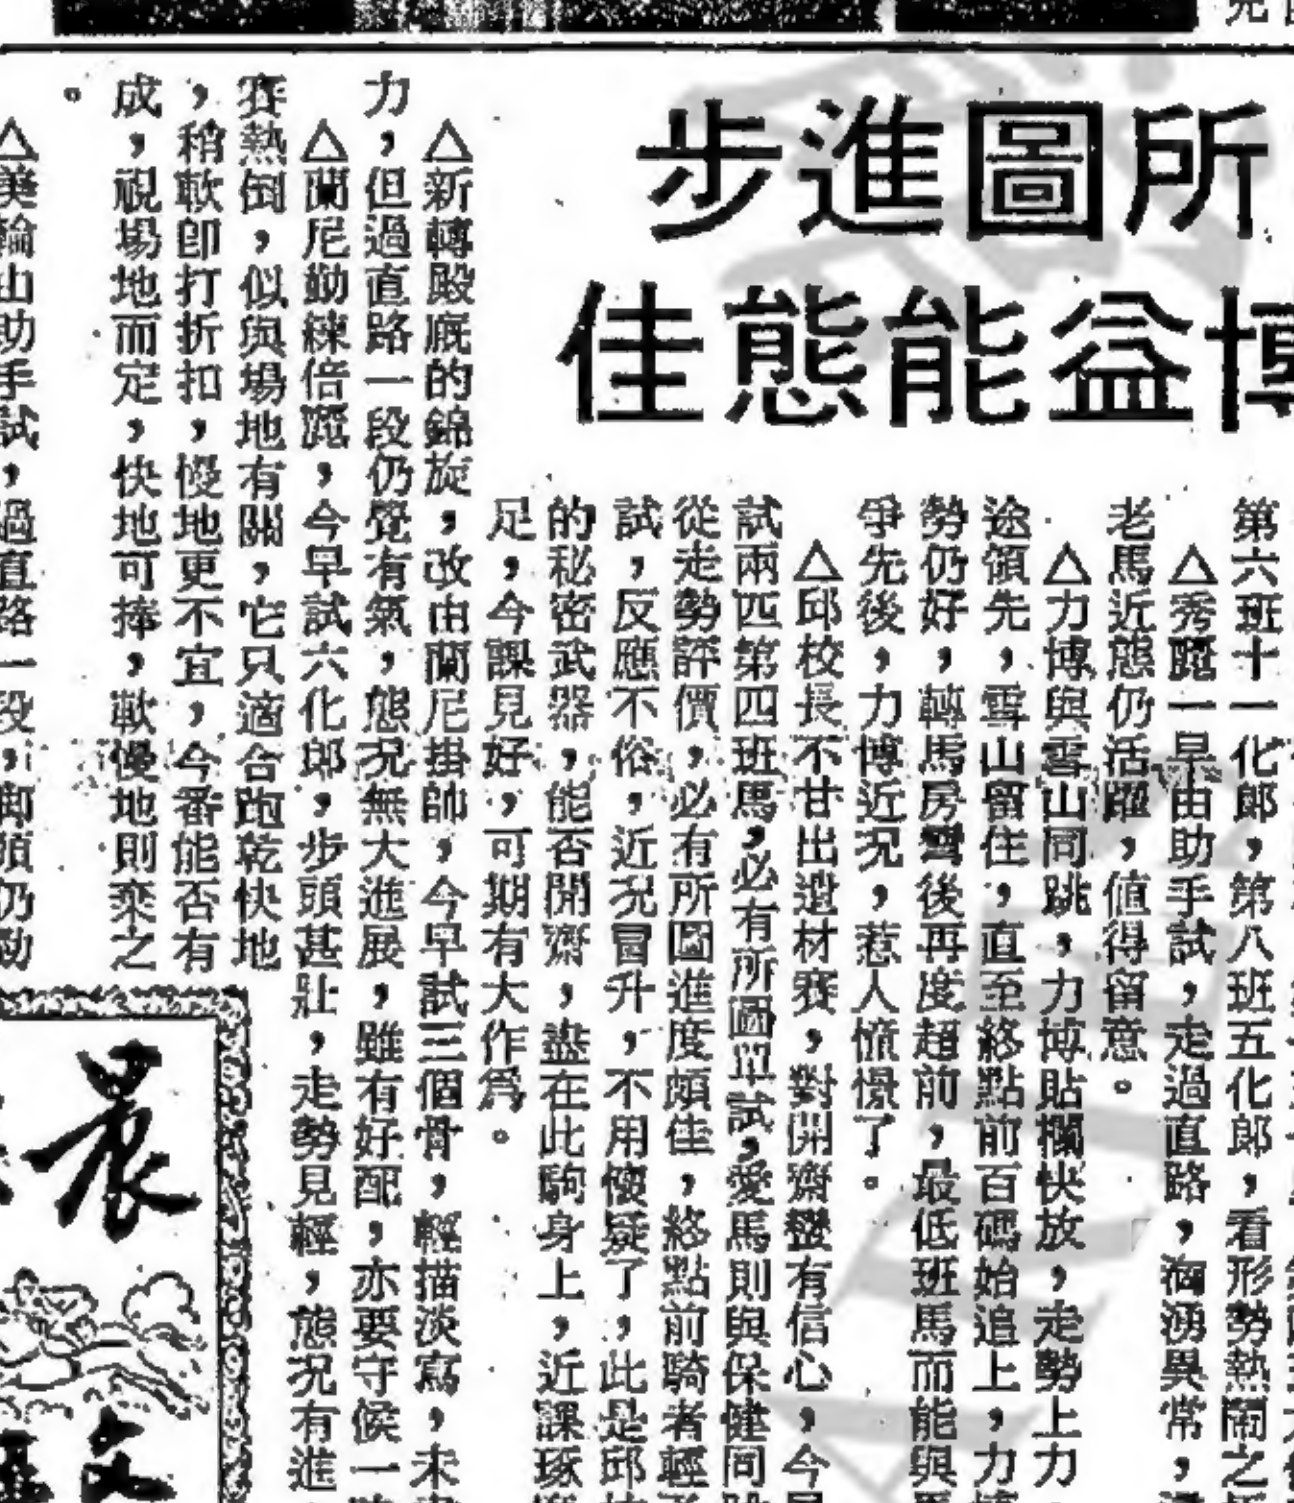 所圖進步
博益能態佳
第六班十一化郎，第八班五化郎，看形勢熱鬧之
△秀麗一早由助手試，走過直路，洶湧異常，
老馬近態仍活躍，值得留意。
△力博與雪山同跳，力博貼欄快放，走勢上力
途領先，雪山留住，直至終點前百碼始追上，力
勢仍好，轉馬房彎後再度超前，最低班馬而能與
爭先後，力博近況，惹人憧憬了。
△邱校長不甘出遺材賽，對開齋蠻有信心，今
試兩匹第四班馬，必有所圖單試，愛馬則與保健同
從走勢評價，必有所圖進度頗佳，終點前騎者輕
試，反應不俗，近況冒升，不用懷疑了，此是邱
的秘密武器，能否開齋，盡在此駒身上，近課琢
足，今課見好，可期有大作為。
△新轉殿廐的錦旋，改由蘭尼掛帥，今早試三個骨，輕描淡寫，未
力，但過直路一段仍覺有氣，態況無大進展，雖有好配，亦要守候一
△蘭尼勤練倍麗，今早試六化郎，步頭甚壯，走勢見輕，態況有進
賽熱倒，似與場地有關，它只適合跑乾快地
，稍軟卽打折扣，慢地更不宜，今番能否有
成，視場地而定，快地可捧，軟慢地則棄之
。
△美輪山助手試，過直路一段，脚頭仍勁
晨